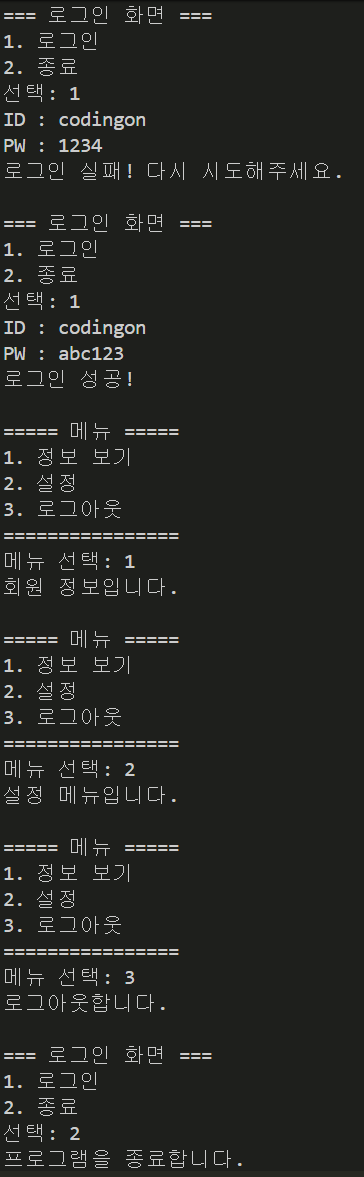 === 로그인 화면 ===
1. 로그인
2. 종료
선택: 1
ID : codingon
PW : 1234
로그인 실패! 다시 시도해주세요.
=== 로그인 화면 ===
1. 로그인
2. 종료
선택: 1
ID : codingon
PW : abc123
로그인 성공!
===== 메뉴 =====
1. 정보 보기
2. 설정
3. 로그아웃
================
메뉴 선택: 1
회원 정보입니다.
===== 메뉴 =====
1. 정보 보기
2. 설정
3. 로그아웃
================
메뉴 선택: 2
설정 메뉴입니다.
===== 메뉴 =====
1. 정보 보기
2. 설정
3. 로그아웃
================
메뉴 선택: 3
로그아웃합니다.
=== 로그인 화면 ===
1. 로그인
2. 종료
선택: 2
프로그램을 종료합니다.